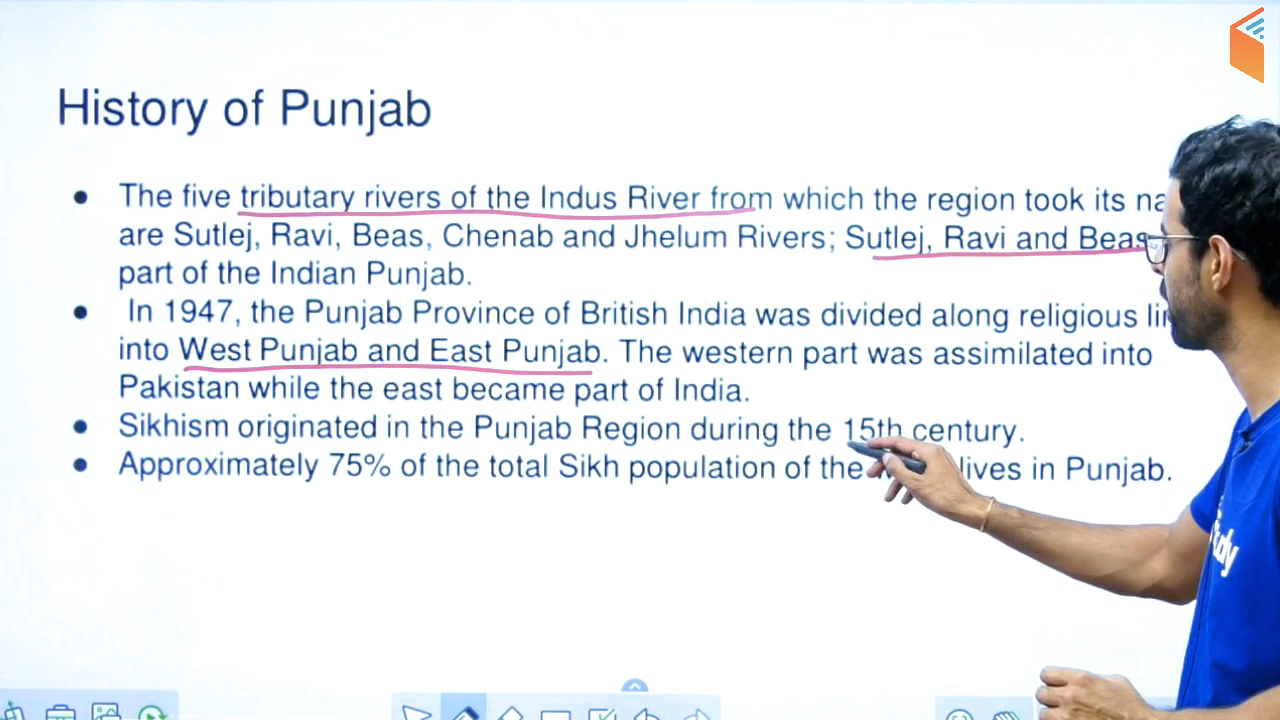 History of Punjab
• The five tributary rivers of the Indus River from which the region took its na
are Sutlej, Ravi, Beas, Chenab and Jhelum Rivers; Sutlej, Ravi and Beas
part of the Indian Punjab.
• In 1947, the Punjab Province of British India was divided along religious
into West Punjab and East Punjab. The western part was assimilated into
Pakistan while the east became part of India.
• Sikhism originated in the Punjab Region during the 15th century.
• Approximately 75% of the total Sikh population of the lives in Punjab.